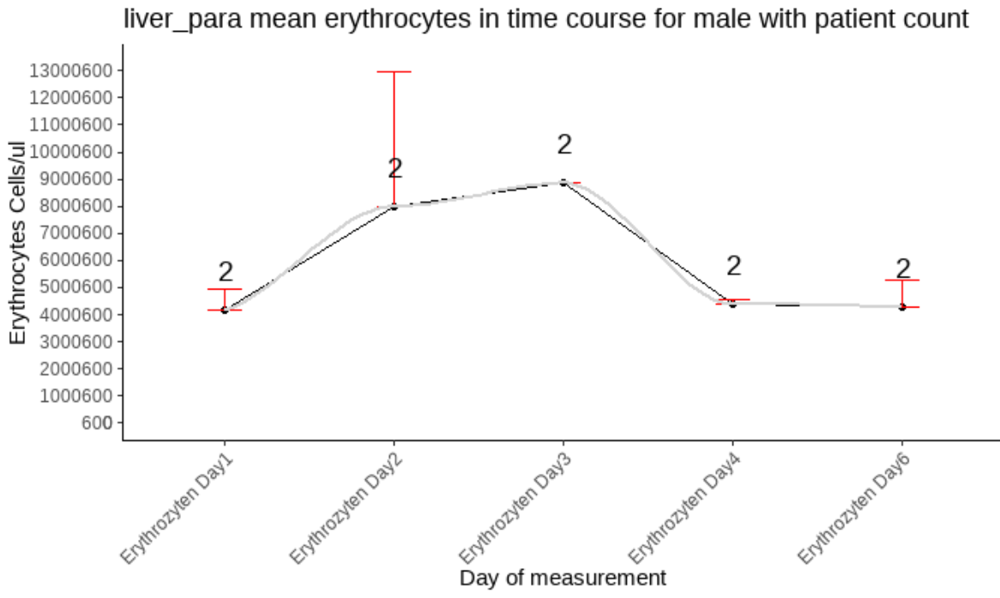 liver_para mean erythrocytes in time course for male with patient count
Erythrocytes Cells/ul
13000600
12000600
11000600
10000600
9000600
8000600
7000600
6000600
5000600
4000600
3000600
2000600
1000600
600
2
2
2
2
2
Erythrozyten Day1
Erythrozyten Day2
Erythrozyten Day3
Erythrozyten Day4
Erythrozyten Day6
Day of measurement